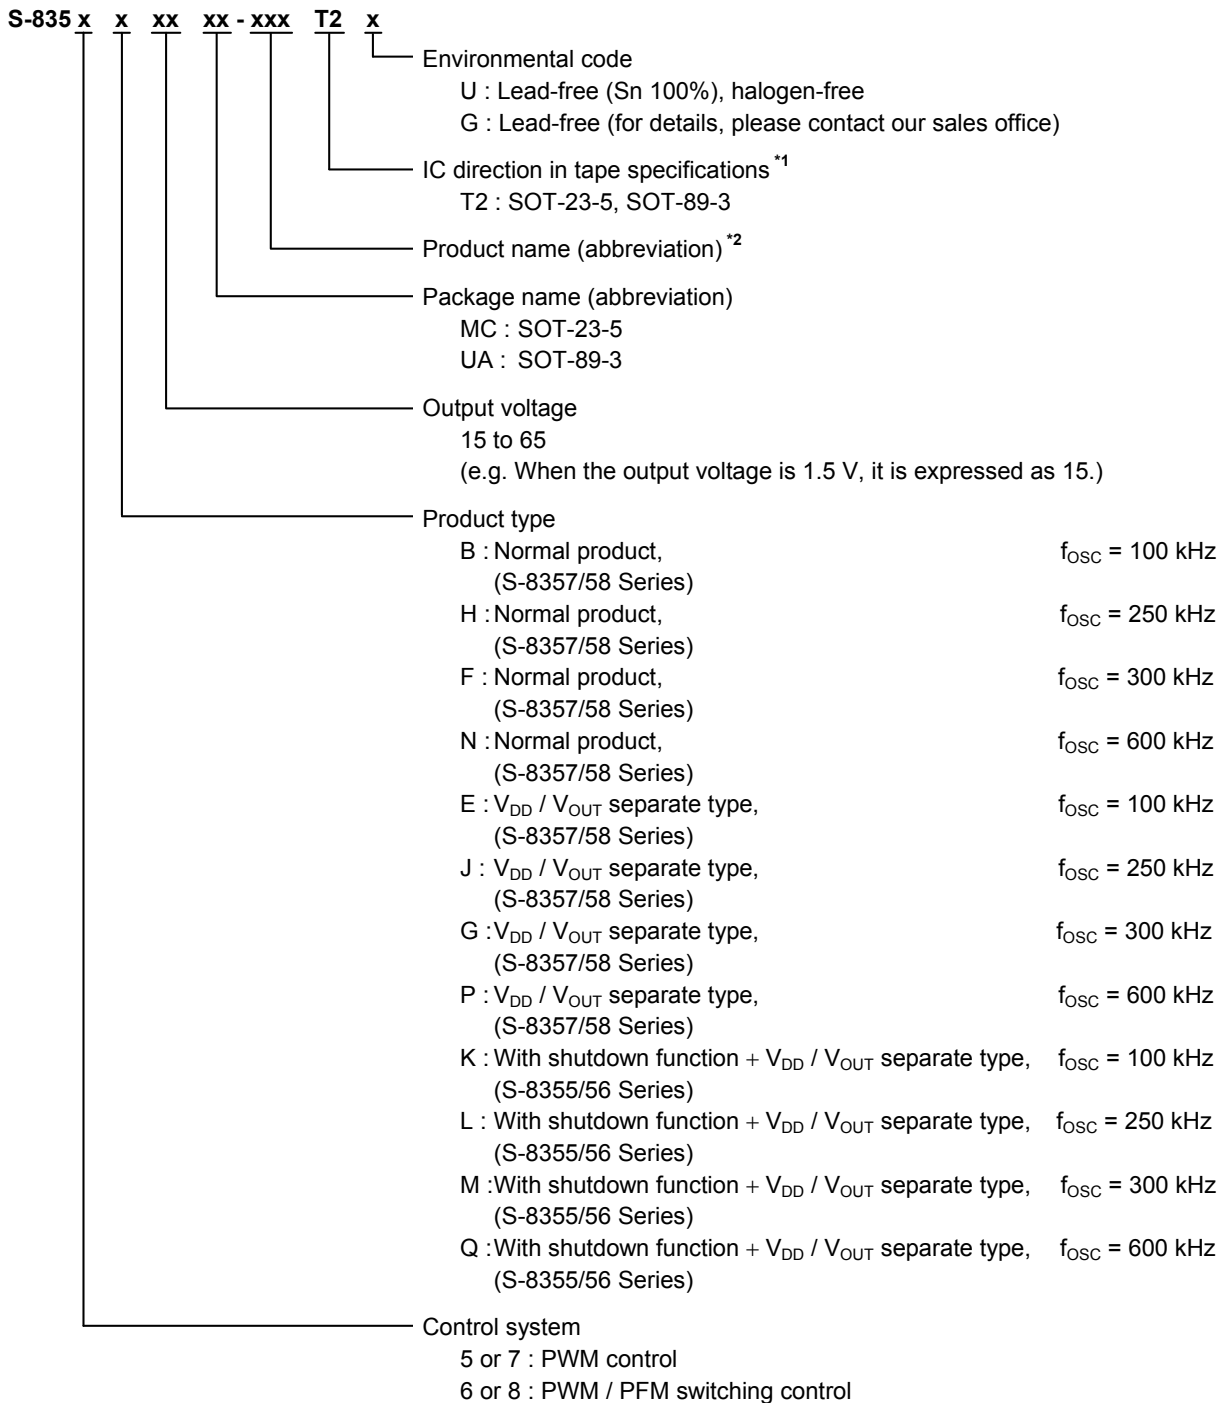 S-835 x x xx xx - xxx T2 x
Environmental code
U : Lead-free (Sn 100%), halogen-free
G : Lead-free (for details, please contact our sales office)
IC direction in tape specifications *1
T2 : SOT-23-5, SOT-89-3
Product name (abbreviation) *2
Package name (abbreviation)
MC : SOT-23-5
UA : SOT-89-3
Output voltage
15 to 65
(e.g. When the output voltage is 1.5 V, it is expressed as 15.)
Product type
B : Normal product, fOSC = 100 kHz
(S-8357/58 Series)
H : Normal product, fOSC = 250 kHz
(S-8357/58 Series)
F : Normal product, fOSC = 300 kHz
(S-8357/58 Series)
N : Normal product, fOSC = 600 kHz
(S-8357/58 Series)
E : VDD / VOUT separate type, fOSC = 100 kHz
(S-8357/58 Series)
J : VDD / VOUT separate type, fOSC = 250 kHz
(S-8357/58 Series)
G : VDD / VOUT separate type, fOSC = 300 kHz
(S-8357/58 Series)
P : VDD / VOUT separate type, fOSC = 600 kHz
(S-8357/58 Series)
K : With shutdown function + VDD / VOUT separate type, fOSC = 100 kHz
(S-8355/56 Series)
L : With shutdown function + VDD / VOUT separate type, fOSC = 250 kHz
(S-8355/56 Series)
M : With shutdown function + VDD / VOUT separate type, fOSC = 300 kHz
(S-8355/56 Series)
Q : With shutdown function + VDD / VOUT separate type, fOSC = 600 kHz
(S-8355/56 Series)
Control system
5 or 7 : PWM control
6 or 8 : PWM / PFM switching control